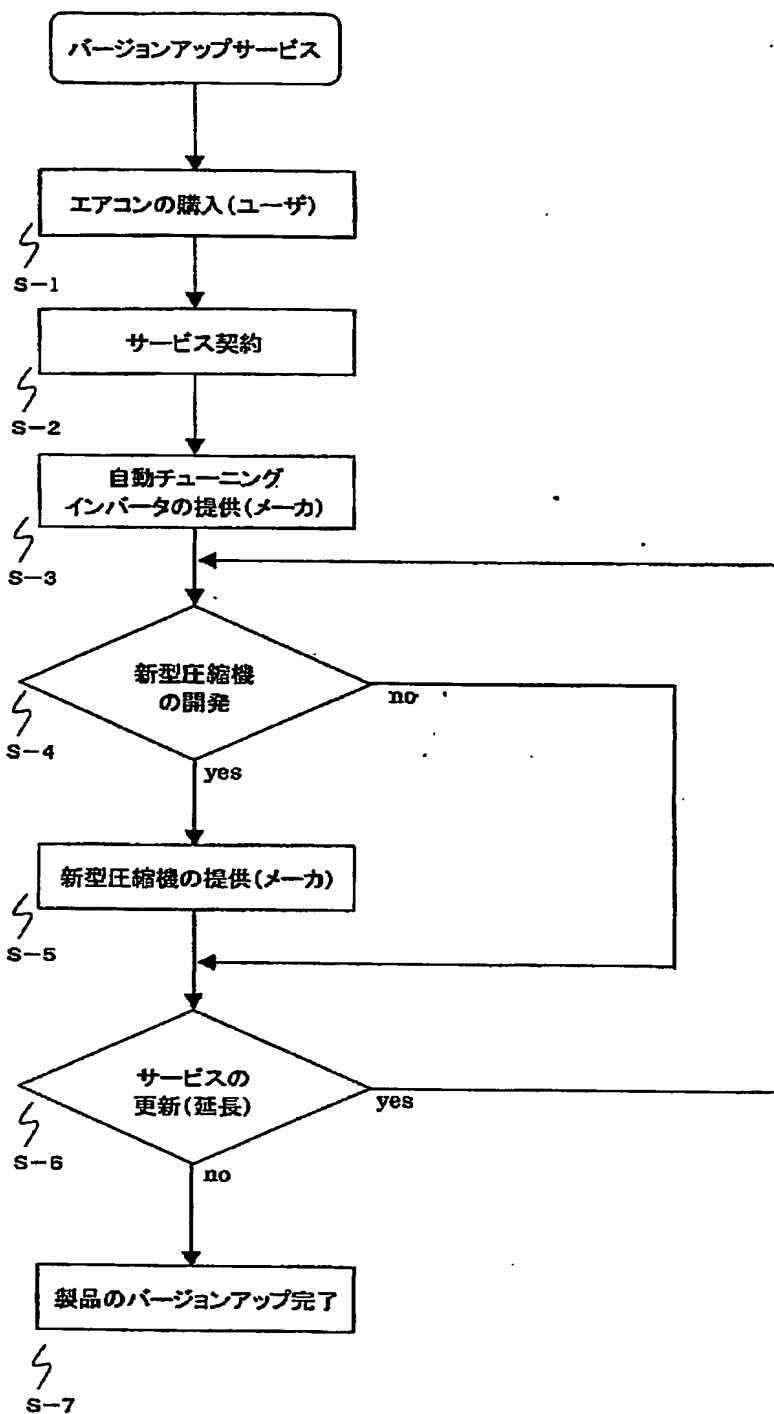 バージョンアップサービス
エアコンの購入(ユーザ)
S-1
サービス契約
S-2
自動チューニング
インバータの提供(メーカ)
S-3
新型圧縮機
の開発
no
S-4
yes
新型圧縮機の提供(メーカ)
S-5
サービスの
更新(延長)
yes
S-6
no
製品のバージョンアップ完了
S-7